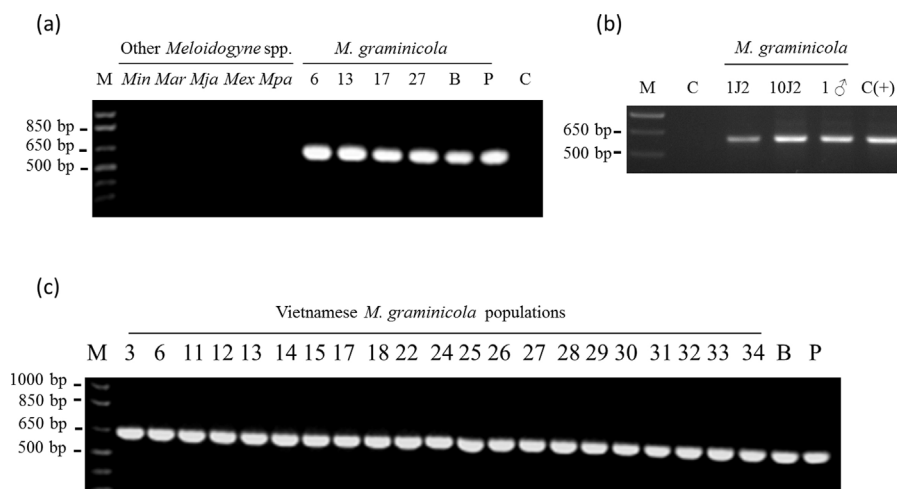 (a)
Other Meloidogyne spp. M. graminicola
M Min Mar Mja Mex Mpa 6 13 17 27 B P C
850 bp
650 bp
500 bp
(b)
M. graminicola
M C 1J2 10J2 1 ♂ C(+)
650 bp
500 bp
(c)
Vietnamese M. graminicola populations
M 3 6 11 12 13 14 15 17 18 22 24 25 26 27 28 29 30 31 32 33 34 B P
1000 bp
850 bp
650 bp
500 bp